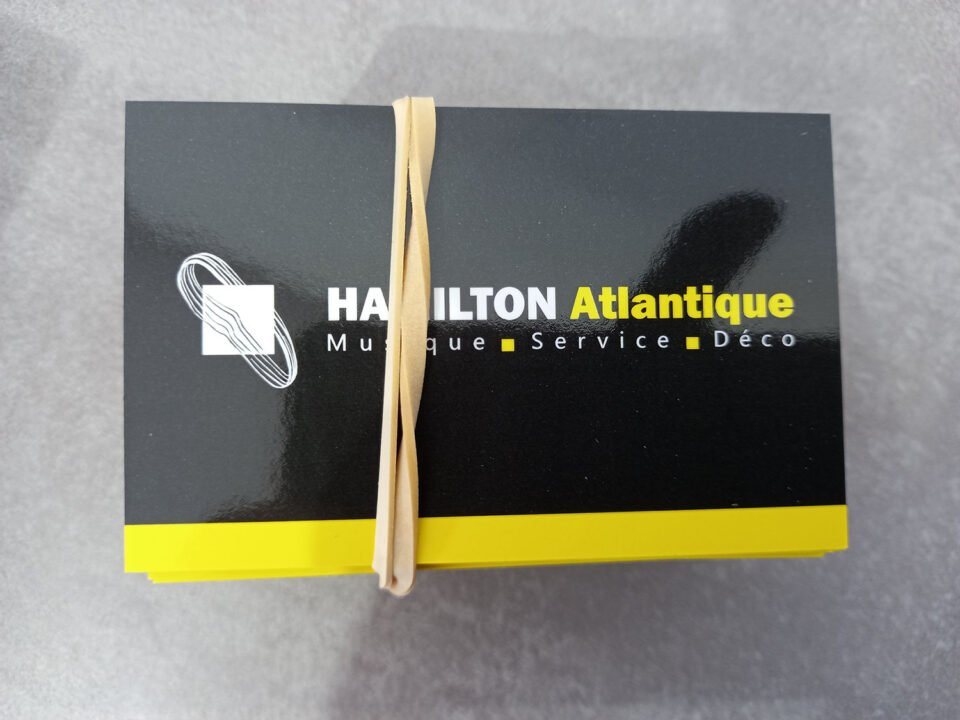 HAMILTON Atlantique
Musique ■ Service ■ Déco